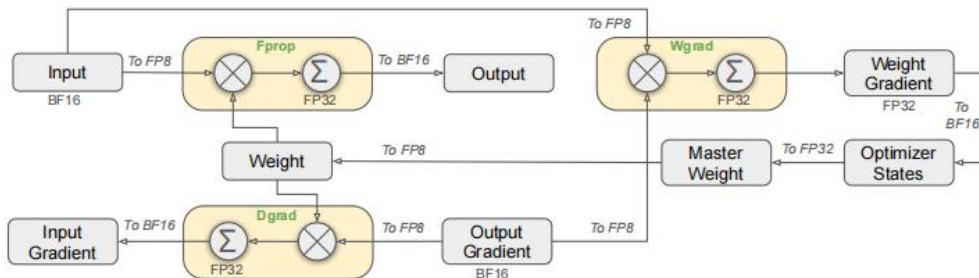 To FP8
Fprop
Wgrad
Input
To FP8
Σ
To BF16
Output
Σ
Weight
Gradient
BF16
FP32
FP32
FP32
To
BF16
Weight
To FP8
Master
Weight
To FP32
Optimizer
States
Dgrad
Input
Gradient
To BF16
Σ
To FP8
Output
Gradient
To FP8
FP32
BF16